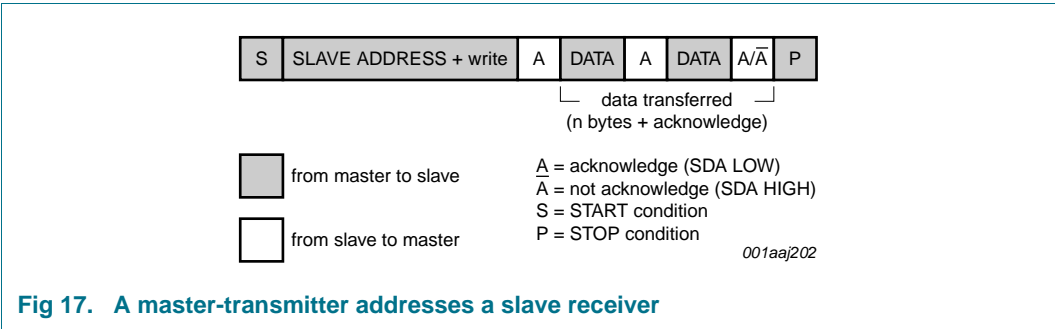 S SLAVE ADDRESS + write A DATA A DATA A/A̅ P
data transferred
(n bytes + acknowledge)
from master to slave
from slave to master
A = acknowledge (SDA LOW)
A̅ = not acknowledge (SDA HIGH)
S = START condition
P = STOP condition
001aaj202
Fig 17. A master-transmitter addresses a slave receiver